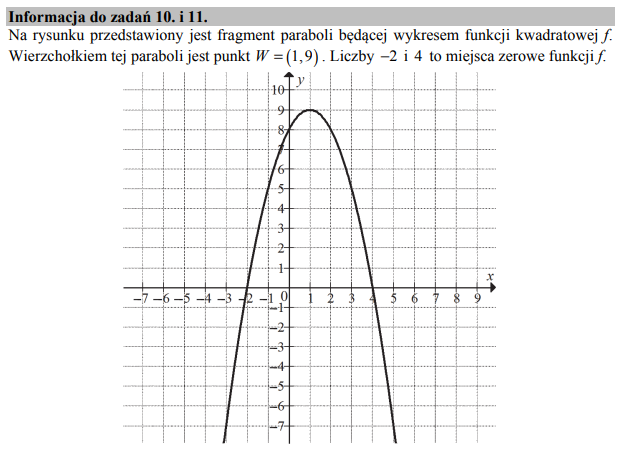 Informacja do zadań 10. i 11.
Na rysunku przedstawiony jest fragment paraboli będącej wykresem funkcji kwadratowej f.
Wierzchołkiem tej paraboli jest punkt W = (1,9). Liczby −2 i 4 to miejsca zerowe funkcji f.
y
10
9
8
7
6
5
4
3
2
1
x
−7 −6 −5 −4 −3 −2 −1 0 1 2 3 4 5 6 7 8 9
−1
−2
−3
−4
−5
−6
−7